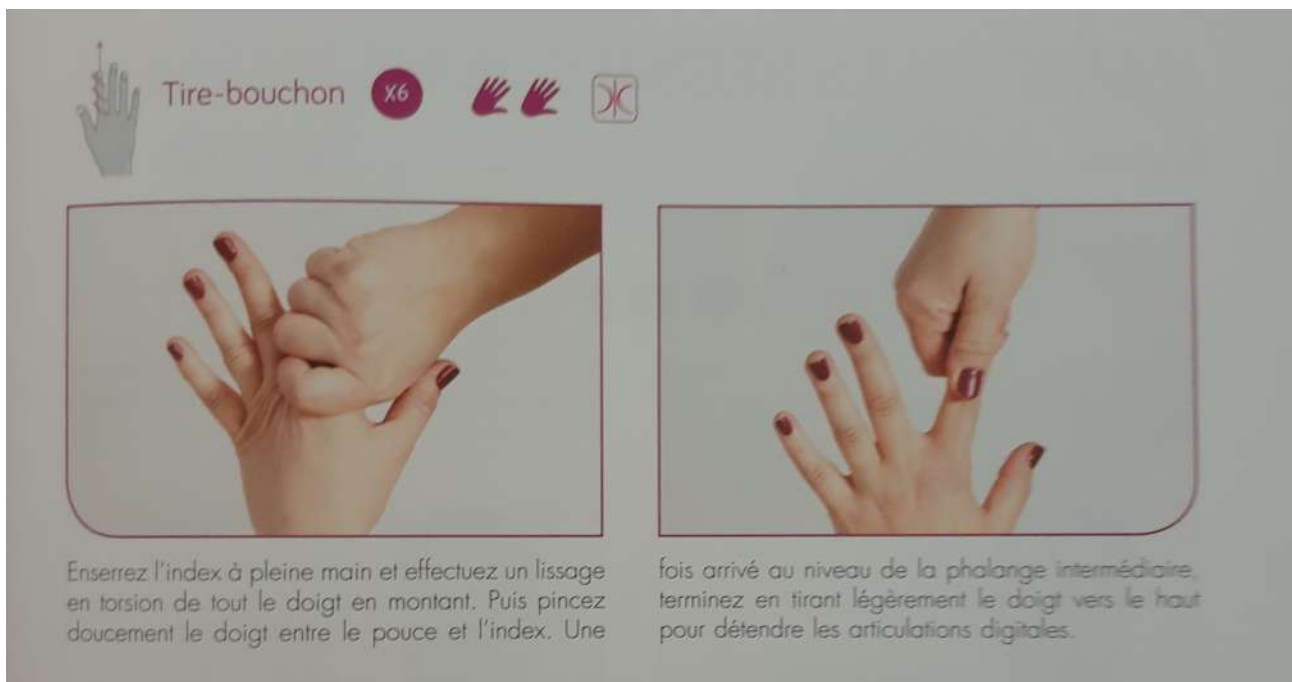 Tire-bouchon X6
Enserrez l'index à pleine main et effectuez un lissage
en torsion de tout le doigt en montant. Puis pincez
doucement le doigt entre le pouce et l'index. Une
fois arrivé au niveau de la phalange intermédiaire,
terminez en tirant légèrement le doigt vers le haut
pour détendre les articulations digitales.